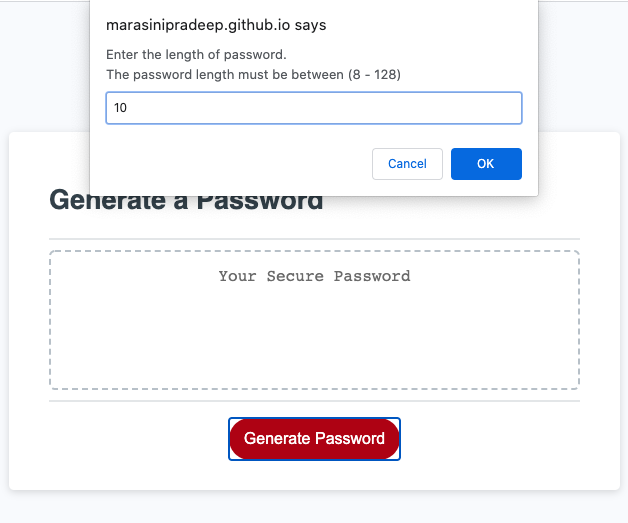 marasinipradeep.github.io says
Enter the length of password.
The password length must be between (8 - 128)
10
Cancel
OK
Generate a Password
Your Secure Password
Generate Password